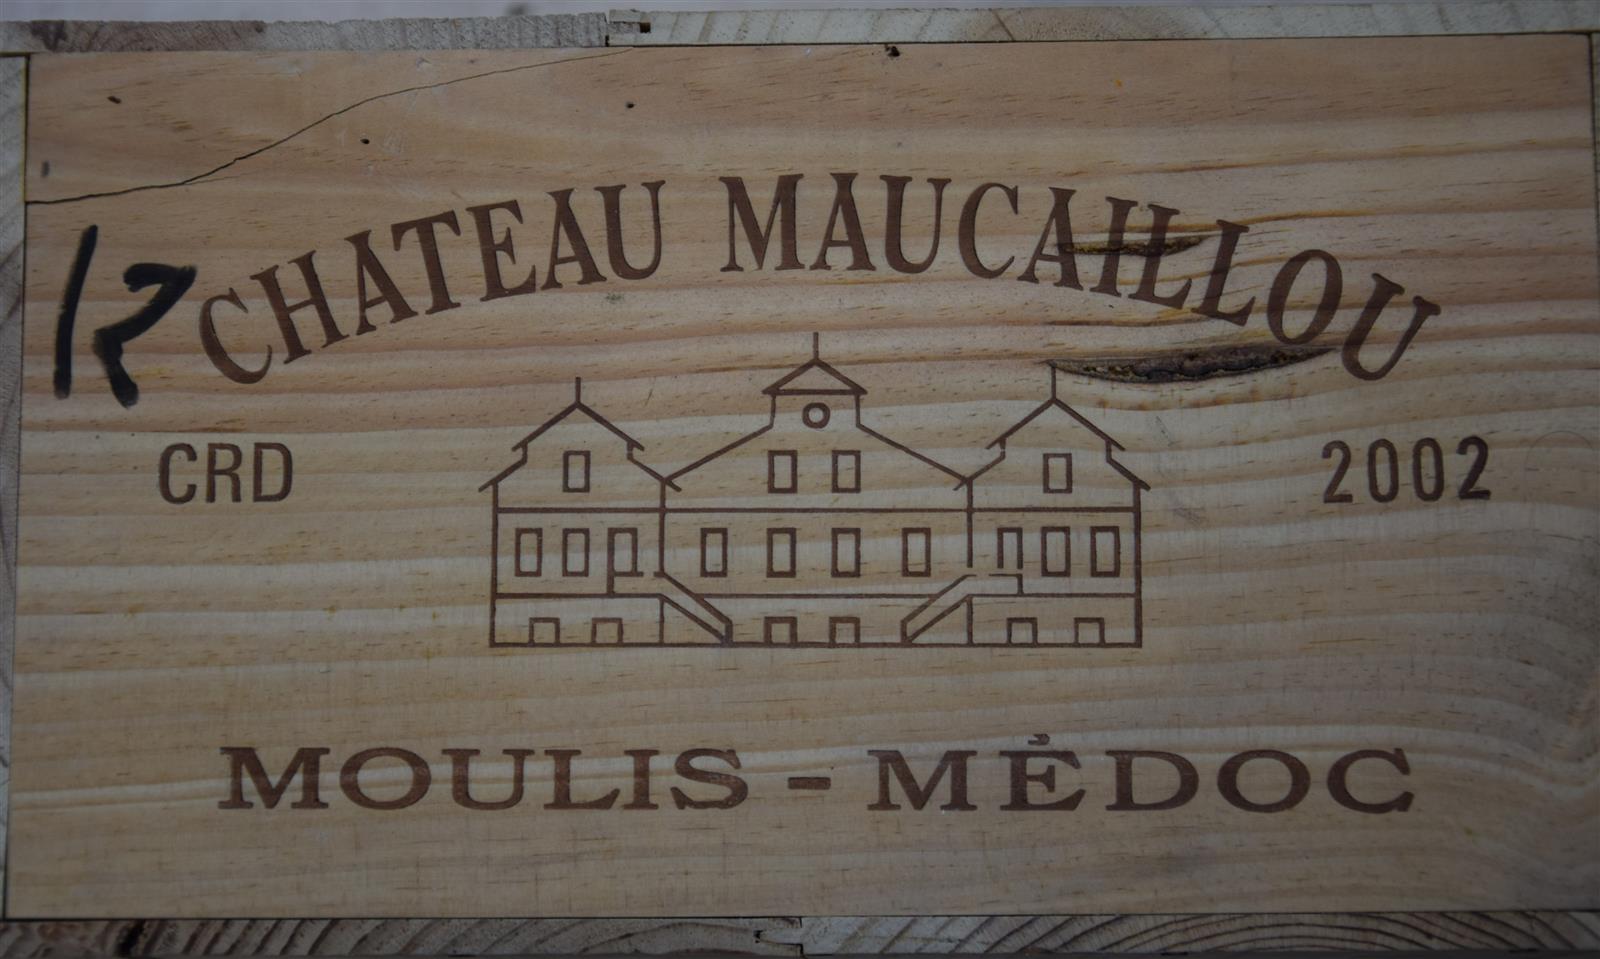 12
CHATEAU MAUCAILLOU
CRD
2002
MOULIS - MÉDOC